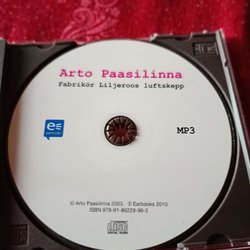 Arto Paasilinna
Fabrikör Liljeroos luftskepp
e
MP3
© Arto Paasilinna 2003. ℗ Earbooks 2010
ISBN 978-91-86229-96-2